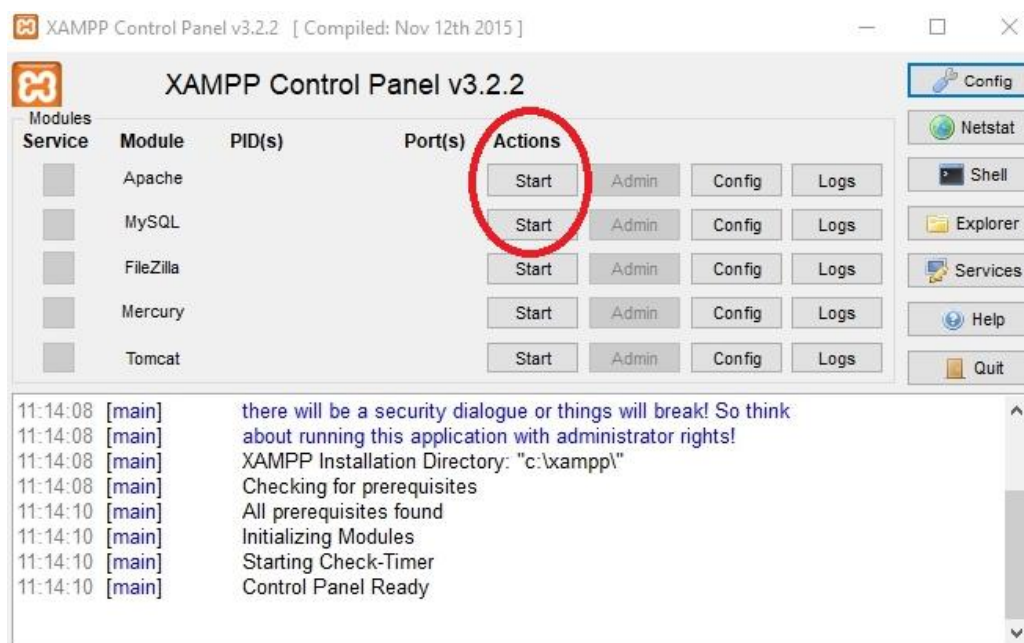 XAMPP Control Panel v3.2.2 [ Compiled: Nov 12th 2015 ]
XAMPP Control Panel v3.2.2
Config
Modules
Service Module PID(s) Port(s) Actions
Netstat
Apache Start Admin Config Logs
Shell
MySQL Start Admin Config Logs
Explorer
FileZilla Start Admin Config Logs
Services
Mercury Start Admin Config Logs
Help
Tomcat Start Admin Config Logs
Quit
11:14:08 [main] there will be a security dialogue or things will break! So think
11:14:08 [main] about running this application with administrator rights!
11:14:08 [main] XAMPP Installation Directory: "c:\xampp\"
11:14:08 [main] Checking for prerequisites
11:14:10 [main] All prerequisites found
11:14:10 [main] Initializing Modules
11:14:10 [main] Starting Check-Timer
11:14:10 [main] Control Panel Ready